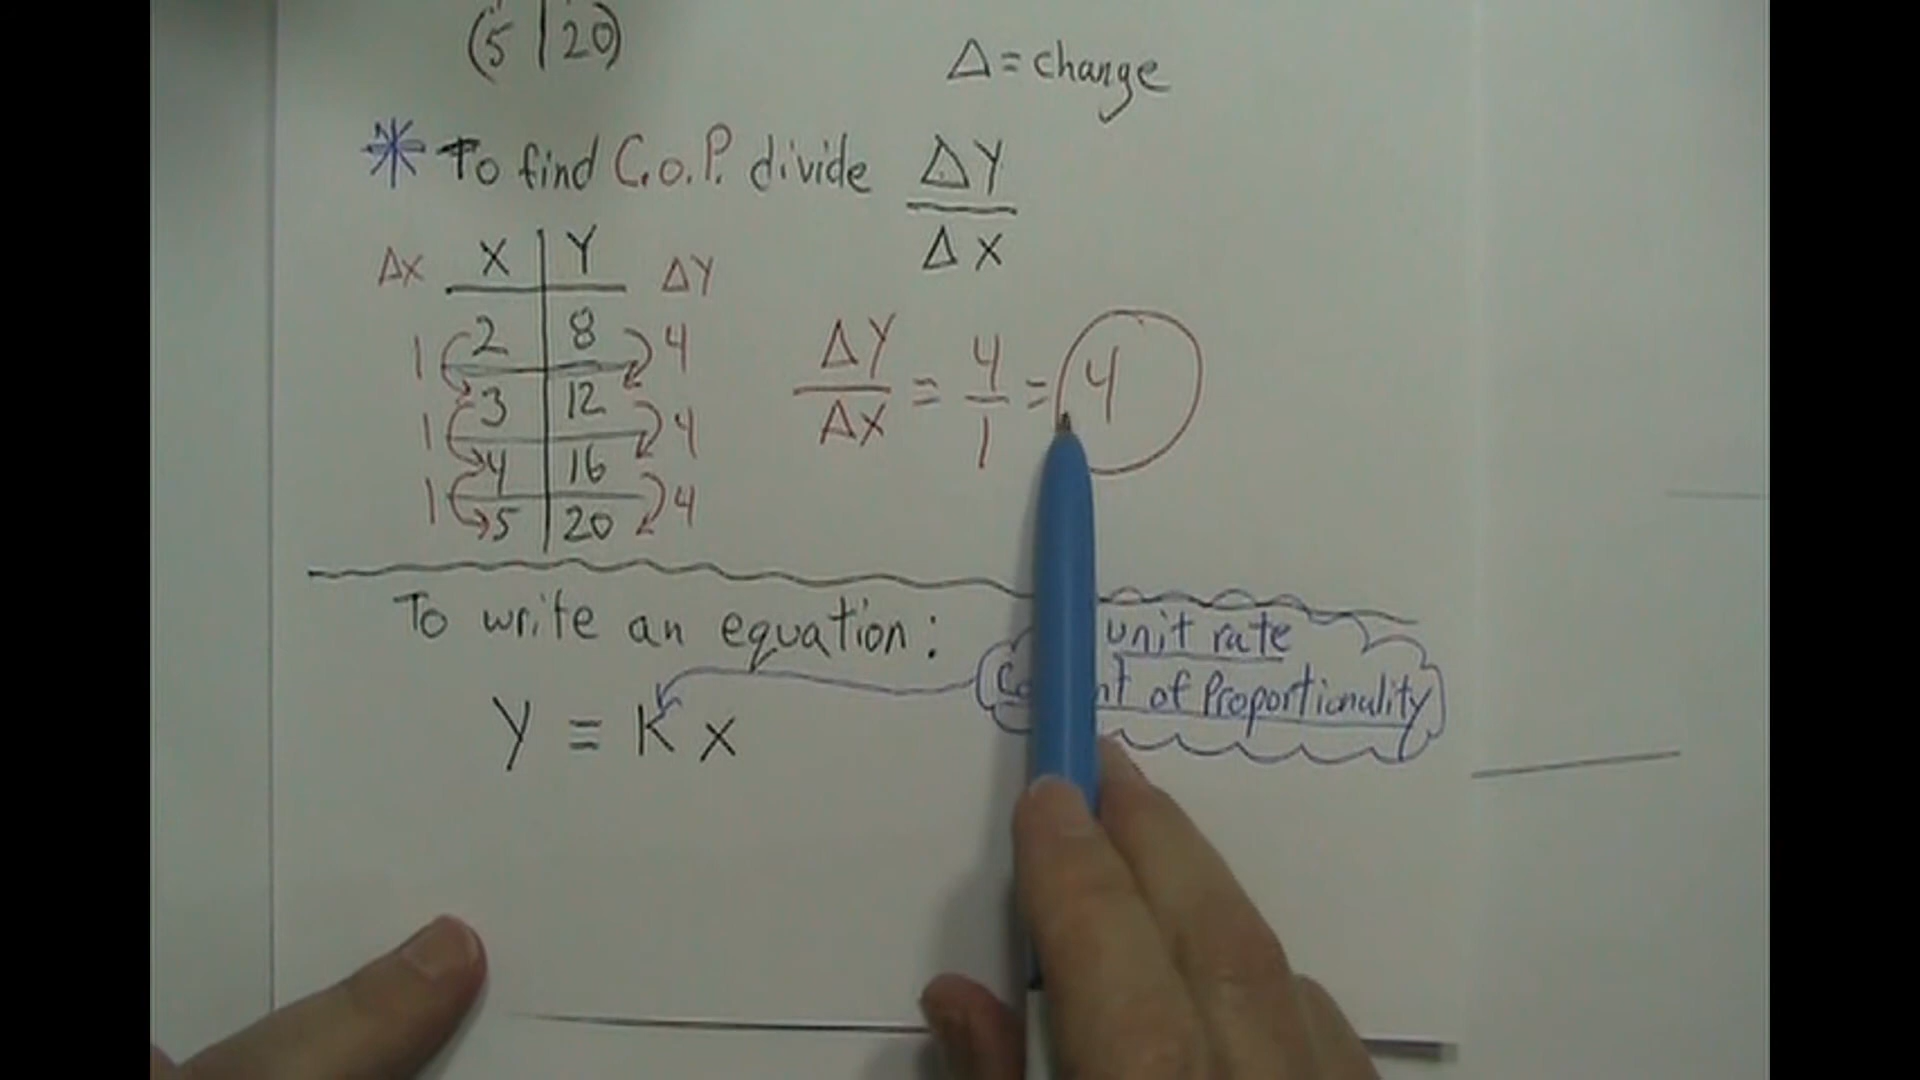 (5 | 20)
Δ = change
* To find C.o.P. divide ΔY
ΔX
ΔX X Y ΔY
1 2 8 4
1 3 12 4
1 4 16 4
5 20
ΔY/ΔX = 4/1 = 4
To write an equation:
unit rate
of Proportionality
Y = K x